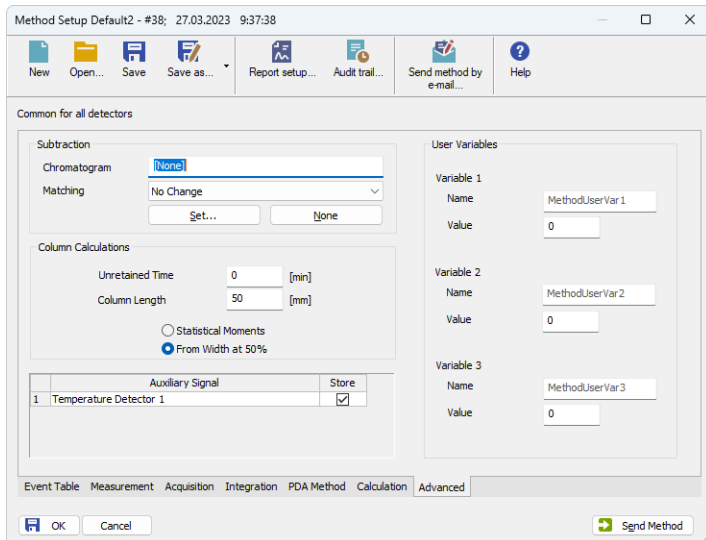 Method Setup Default2 - #38; 27.03.2023 9:37:38
New Open... Save Save as... Report setup... Audit trail... Send method by e-mail... Help
Common for all detectors
Subtraction
Chromatogram [None]
Matching No Change
Set... None
Column Calculations
Unretained Time 0 [min]
Column Length 50 [mm]
Statistical Moments
From Width at 50%
Auxiliary Signal Store
1 Temperature Detector 1
User Variables
Variable 1
Name MethodUserVar1
Value 0
Variable 2
Name MethodUserVar2
Value 0
Variable 3
Name MethodUserVar3
Value 0
Event Table Measurement Acquisition Integration PDA Method Calculation Advanced
OK Cancel Send Method